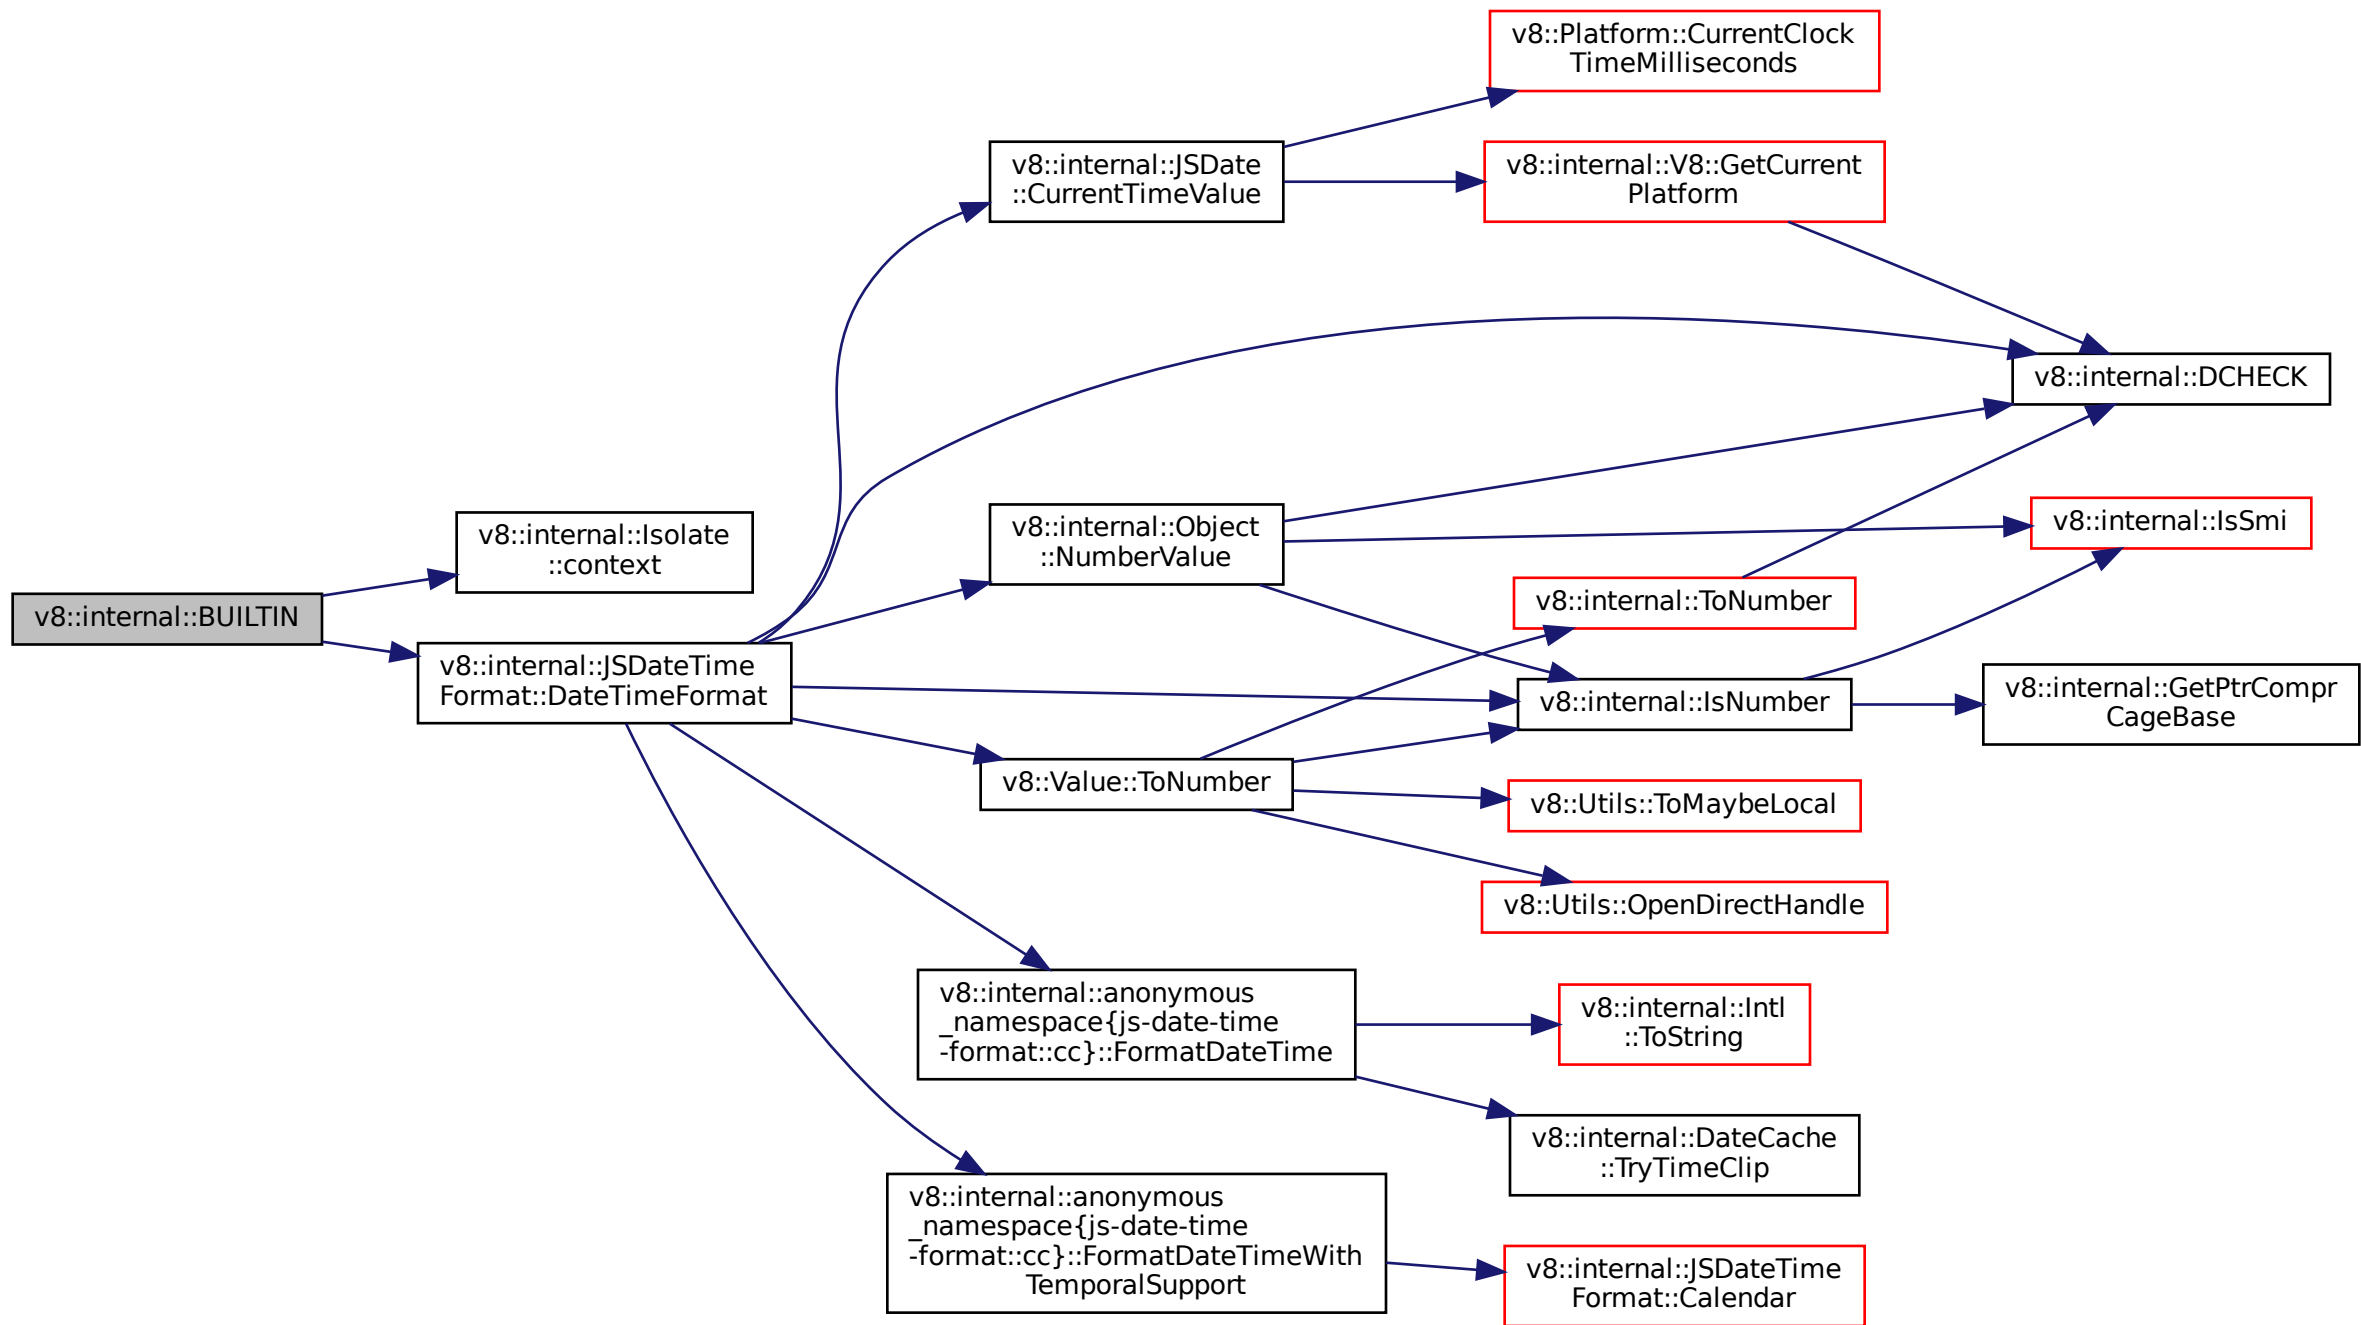 v8::Platform::CurrentClock
TimeMilliseconds
v8::internal::JSDate
::CurrentTimeValue
v8::internal::V8::GetCurrent
Platform
v8::internal::DCHECK
v8::internal::Isolate
::context
v8::internal::Object
::NumberValue
v8::internal::IsSmi
v8::internal::BUILTIN
v8::internal::ToNumber
v8::internal::JSDateTime
Format::DateTimeFormat
v8::internal::IsNumber
v8::internal::GetPtrCompr
CageBase
v8::Value::ToNumber
v8::Utils::ToMaybeLocal
v8::Utils::OpenDirectHandle
v8::internal::anonymous
_namespace{js-date-time
-format::cc}::FormatDateTime
v8::internal::Intl
::ToString
v8::internal::DateCache
::TryTimeClip
v8::internal::anonymous
_namespace{js-date-time
-format::cc}::FormatDateTimeWith
TemporalSupport
v8::internal::JSDateTime
Format::Calendar